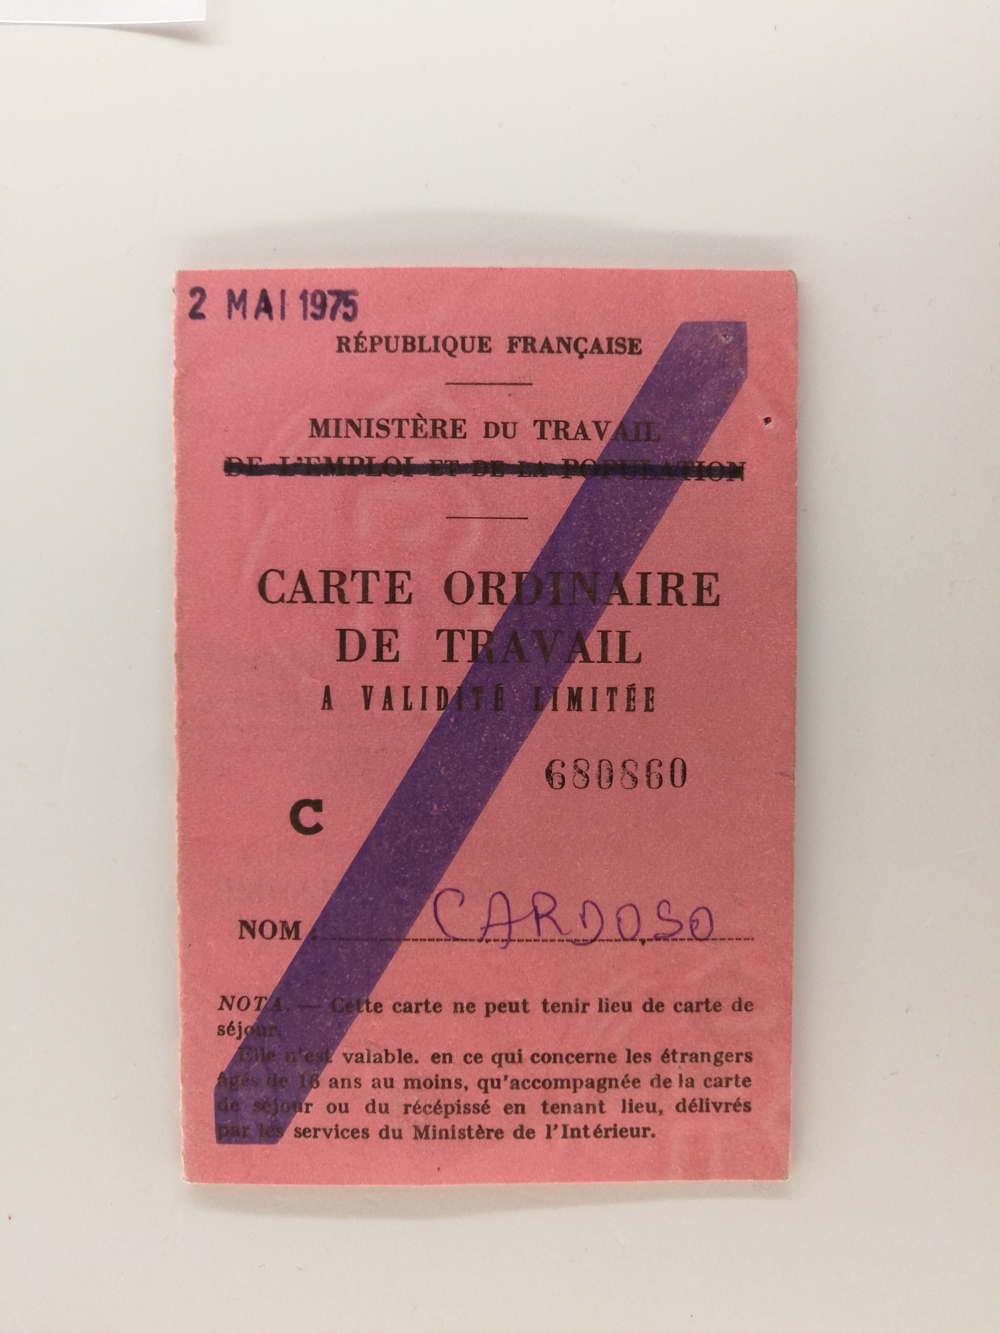 2 MAI 1975
RÉPUBLIQUE FRANÇAISE
MINISTÈRE DU TRAVAIL
DE L'EMPLOI ET DE LA POPULATION
CARTE ORDINAIRE
DE TRAVAIL
A VALIDITÉ LIMITÉE
680860
C
NOM : CARDOSO
NOTA. — Cette carte ne peut tenir lieu de carte de
séjour.
Elle n'est valable. en ce qui concerne les étrangers
âgés de 16 ans au moins, qu'accompagnée de la carte
de séjour ou du récépissé en tenant lieu, délivrés
par les services du Ministère de l'Intérieur.